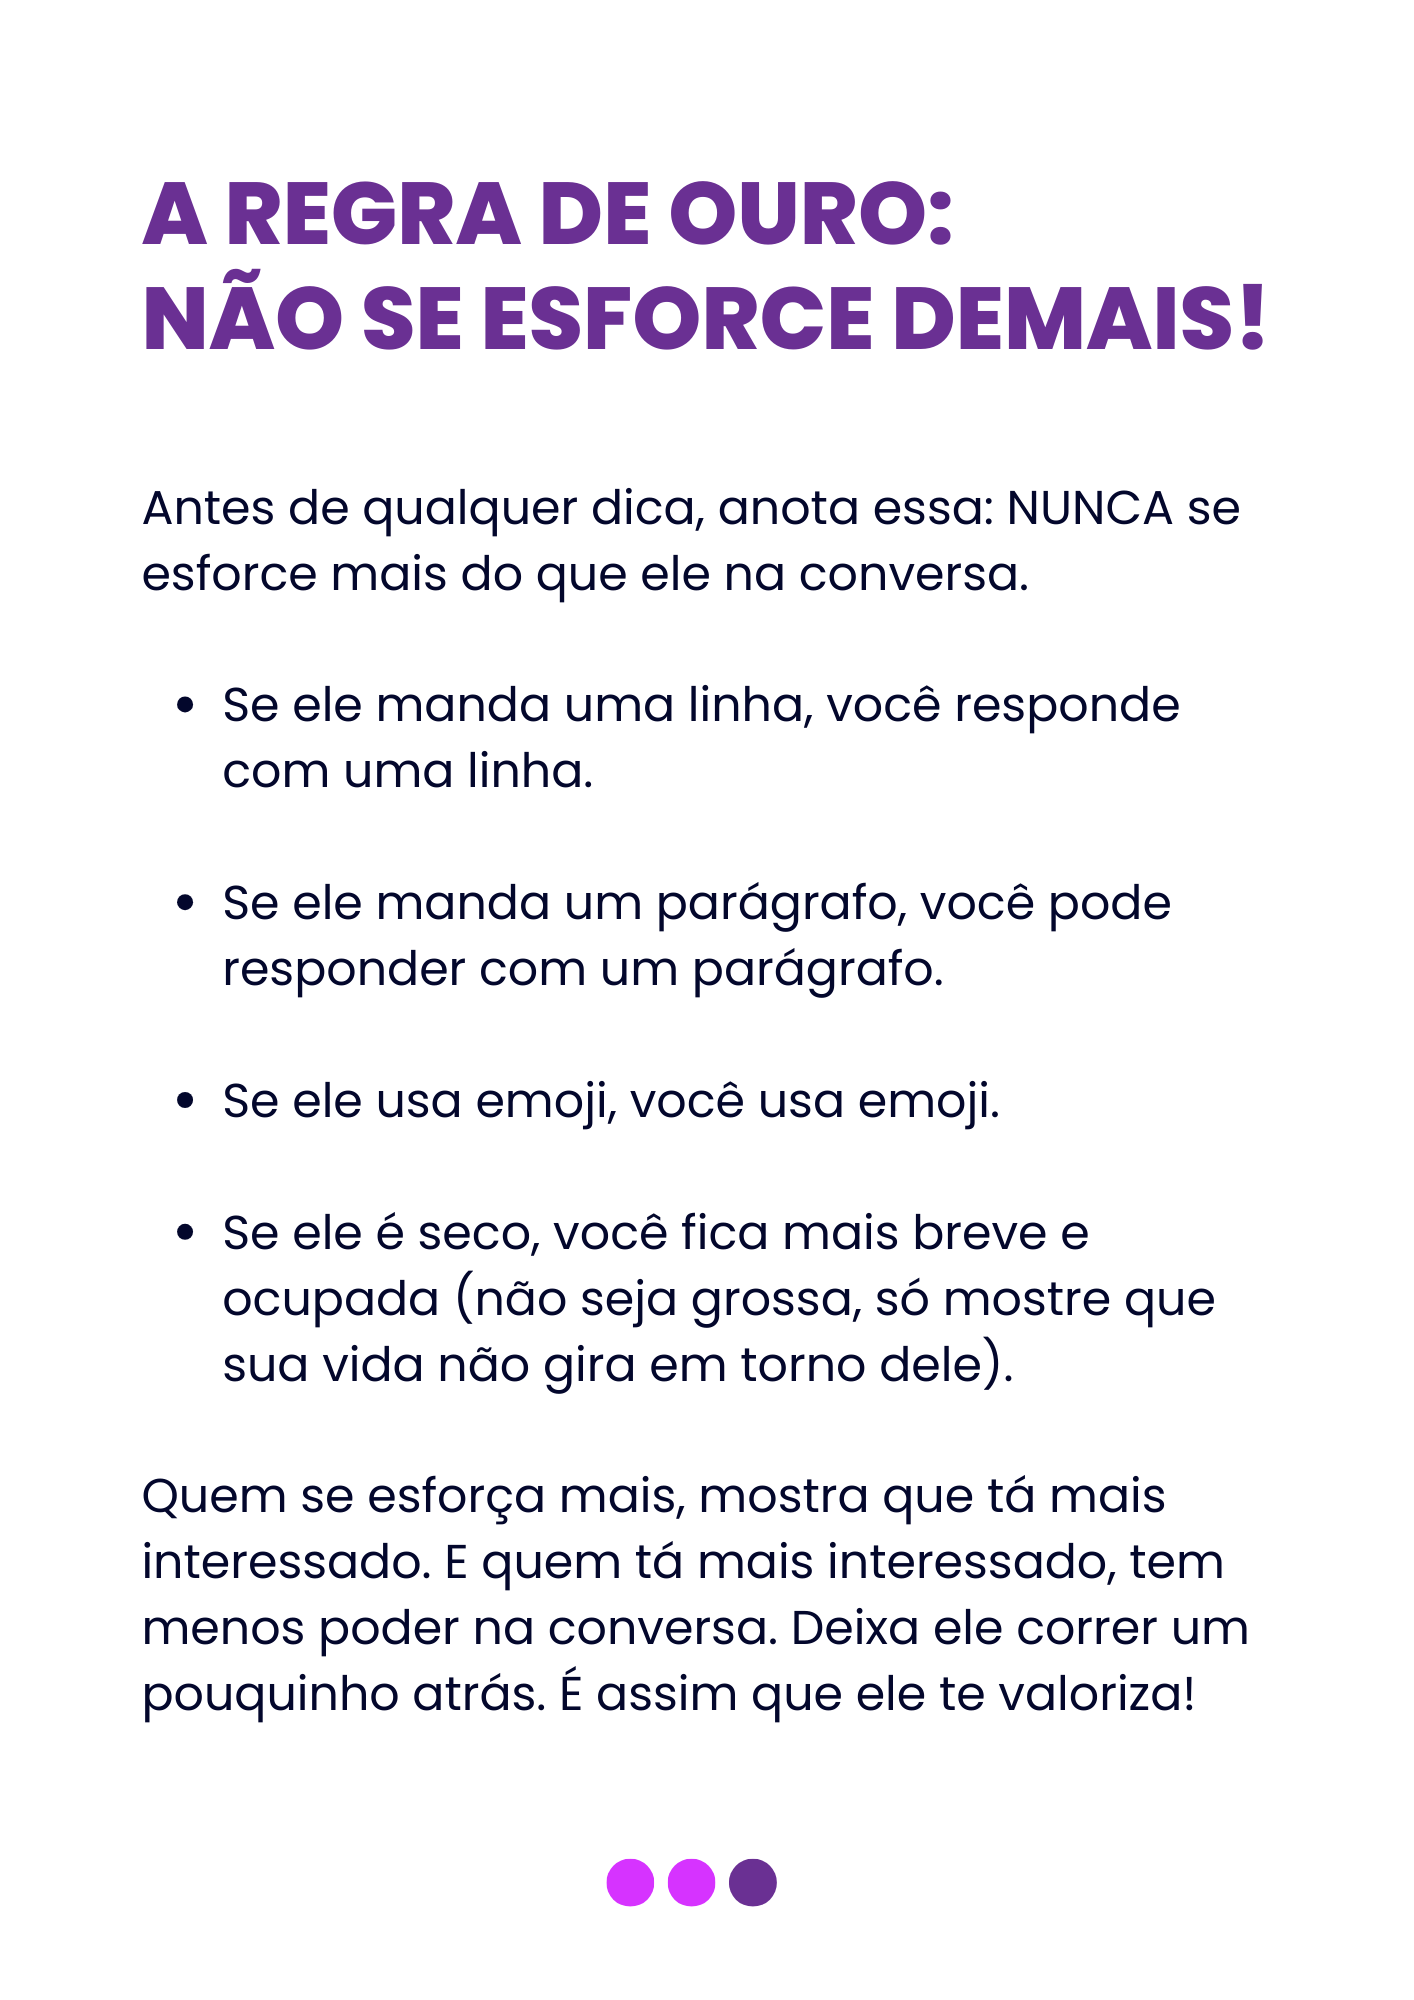 A REGRA DE OURO:
NÃO SE ESFORCE DEMAIS!
Antes de qualquer dica, anota essa: NUNCA se
esforce mais do que ele na conversa.
• Se ele manda uma linha, você responde
com uma linha.
• Se ele manda um parágrafo, você pode
responder com um parágrafo.
• Se ele usa emoji, você usa emoji.
• Se ele é seco, você fica mais breve e
ocupada (não seja grossa, só mostre que
sua vida não gira em torno dele).
Quem se esforça mais, mostra que tá mais
interessado. E quem tá mais interessado, tem
menos poder na conversa. Deixa ele correr um
pouquinho atrás. É assim que ele te valoriza!